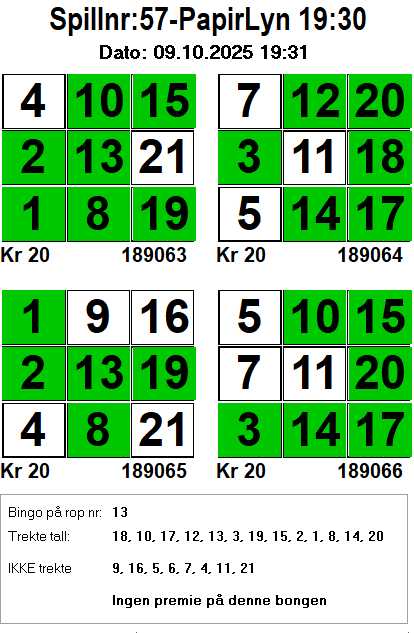 Spillnr:57-PapirLyn 19:30
Dato: 09.10.2025 19:31
4 10 15 7 12 20
2 13 21 3 11 18
1 8 19 5 14 17
Kr 20 189063 Kr 20 189064
1 9 16 5 10 15
2 13 19 7 11 20
4 8 21 3 14 17
Kr 20 189065 Kr 20 189066
Bingo på rop nr: 13
Trekte tall: 18, 10, 17, 12, 13, 3, 19, 15, 2, 1, 8, 14, 20
IKKE trekte 9, 16, 5, 6, 7, 4, 11, 21
Ingen premie på denne bongen